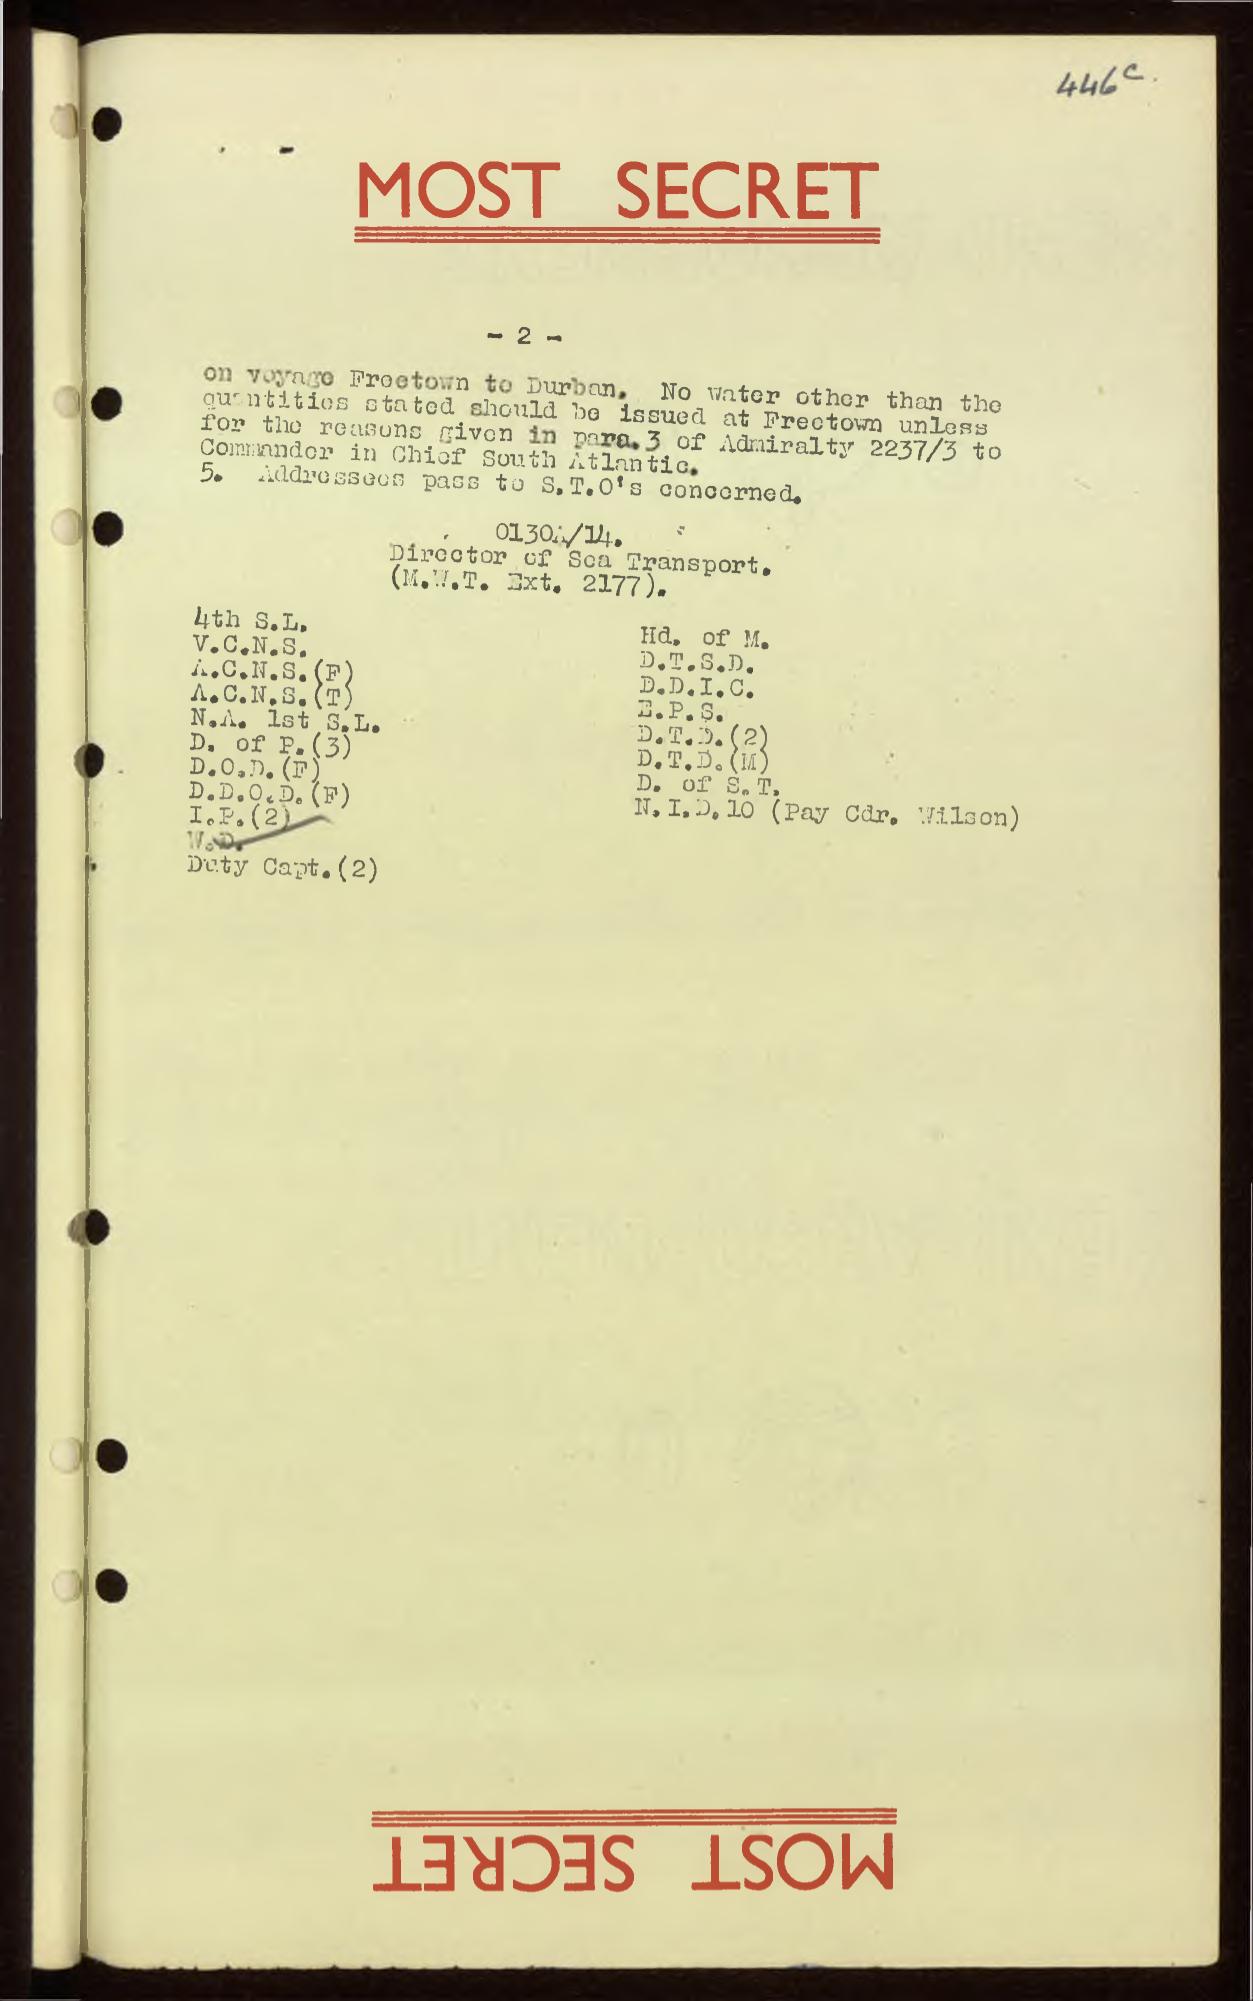 446c.
MOST SECRET
- 2 -
on voyage Freetown to Durban. No water other than the
quantities stated should be issued at Freetown unless
for the reasons given in para.3 of Admiralty 2237/3 to
Commander in Chief South Atlantic.
5. Addressees pass to S.T.O's concerned.
0130A/14.
Director of Sea Transport.
(M.W.T. Ext. 2177).
4th S.L.
V.C.N.S.
A.C.N.S.(F)
A.C.N.S.(T)
N.A. 1st S.L.
D. of P.(3)
D.O.D.(F)
D.D.O.D.(F)
I.P.(2)
W.D.
Duty Capt.(2)
Hd. of M.
D.T.S.D.
D.D.I.C.
E.P.S.
D.T.D.(2)
D.T.D.(M)
D. of S.T.
N.I.D.10 (Pay Cdr. Wilson)
MOST SECRET